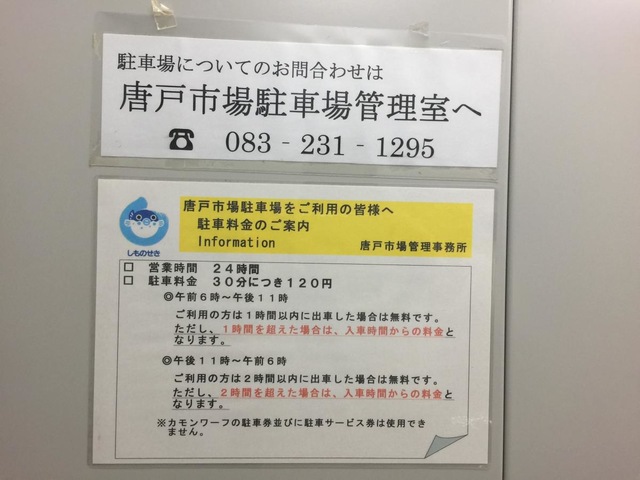 駐車場についてのお問合わせは
唐戸市場駐車場管理室へ
☎ 083-231-1295
しものせき
唐戸市場駐車場をご利用の皆様へ
駐車料金のご案内
Information 唐戸市場管理事務所
□ 営業時間 24時間
□ 駐車料金 30分につき120円
◎午前6時～午後11時
ご利用の方は1時間以内に出車した場合は無料です。
ただし、1時間を超えた場合は、入車時間からの料金と
なります。
◎午後11時～午前6時
ご利用の方は2時間以内に出車した場合は無料です。
ただし、2時間を超えた場合は、入車時間からの料金と
なります。
※カモンワーフの駐車券並びに駐車サービス券は使用でき
ません。